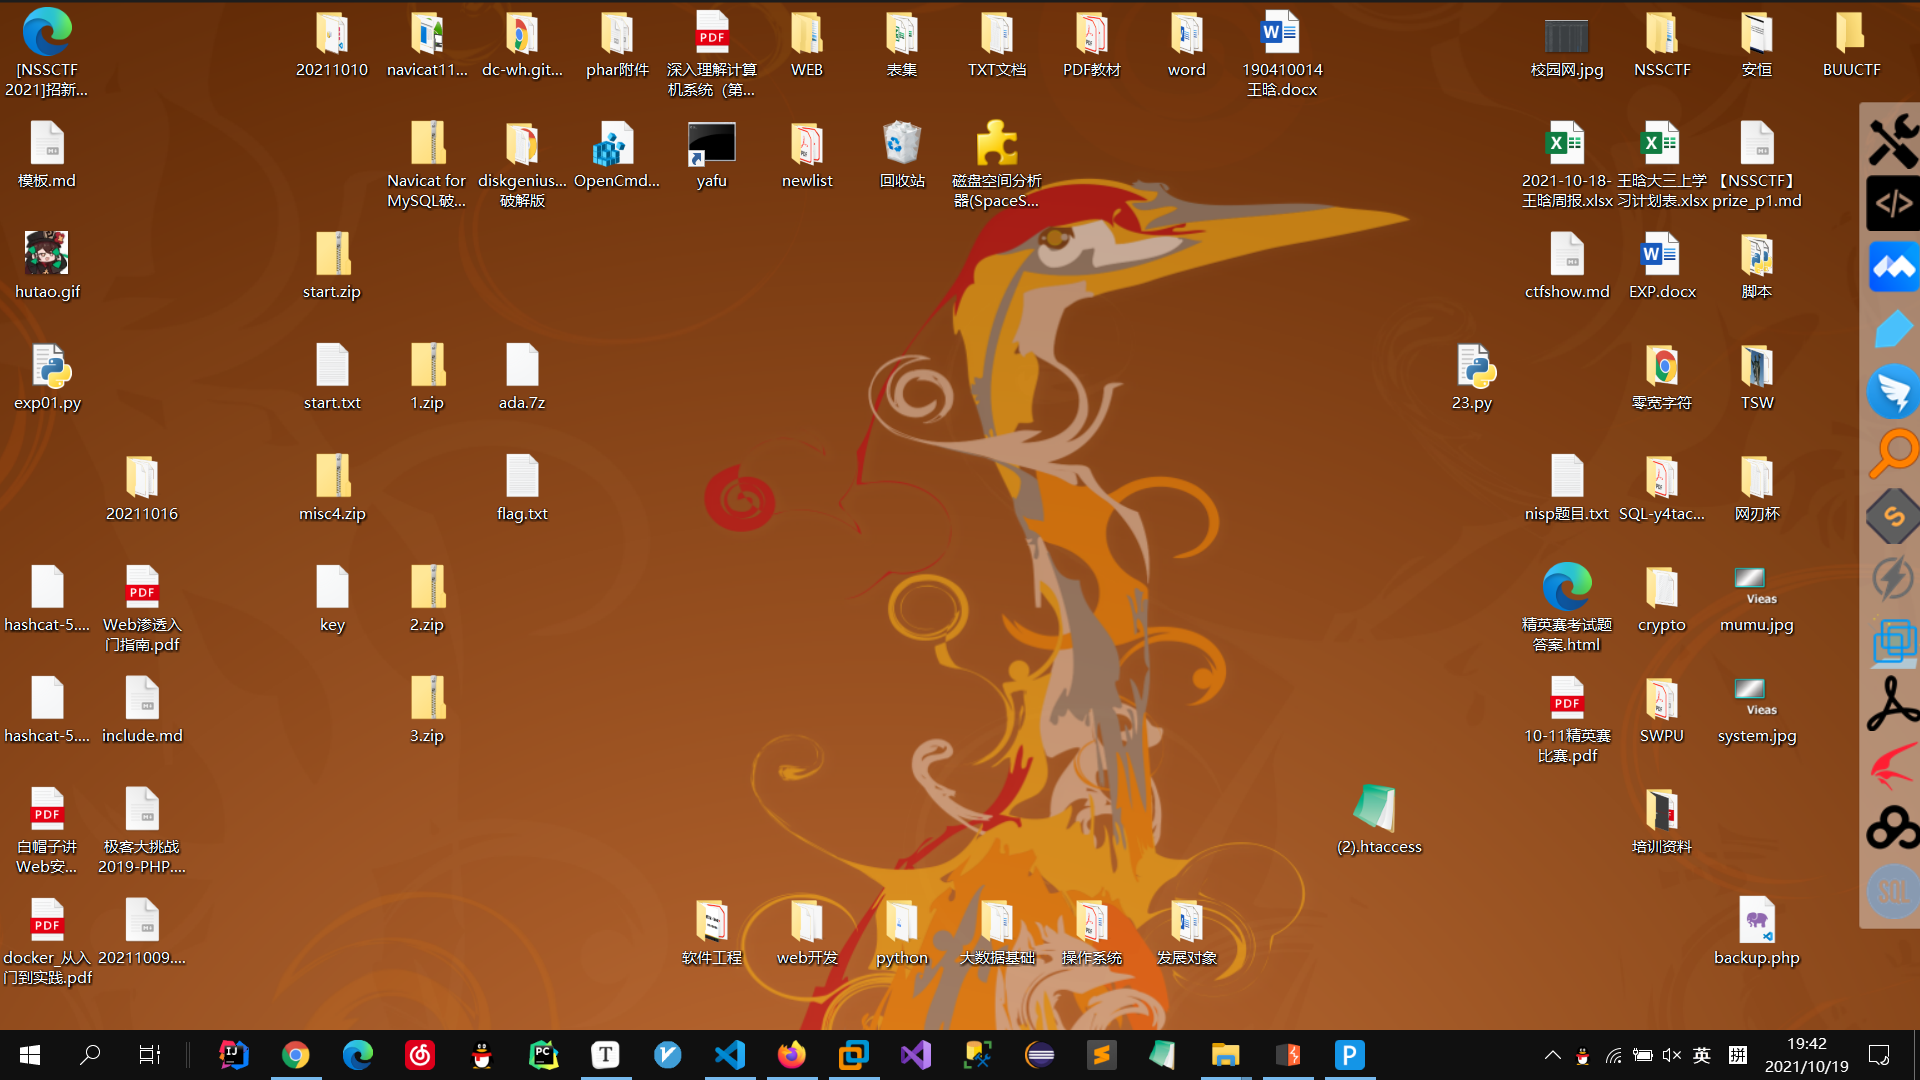 [NSSCTF
2021]招新...
20211010
navicat11...
dc-wh.git...
phar附件
深入理解计算
机系统（第...
WEB
表集
TXT文档
PDF教材
word
190410014
王晗.docx
校园网.jpg
NSSCTF
安恒
BUUCTF
模板.md
Navicat for
MySQL破...
diskgenius...
破解版
OpenCmd...
yafu
newlist
回收站
磁盘空间分析
器(SpaceS...
2021-10-18-
王晗周报.xlsx
王晗大三上学
习计划表.xlsx
【NSSCTF】
prize_p1.md
hutao.gif
start.zip
ctfshow.md
EXP.docx
脚本
exp01.py
start.txt
1.zip
ada.7z
23.py
零宽字符
TSW
20211016
misc4.zip
flag.txt
nisp题目.txt
SQL-y4tac...
网刃杯
hashcat-5....
Web渗透入
门指南.pdf
key
2.zip
精英赛考试题
答案.html
crypto
Vieas
mumu.jpg
hashcat-5....
include.md
3.zip
10-11精英赛
比赛.pdf
SWPU
Vieas
system.jpg
白帽子讲
Web安...
极客大挑战
2019-PHP....
(2).htaccess
培训资料
docker_从入
门到实践.pdf
20211009....
软件工程
web开发
python
大数据基础
操作系统
发展对象
backup.php
英
拼
19:42
2021/10/19